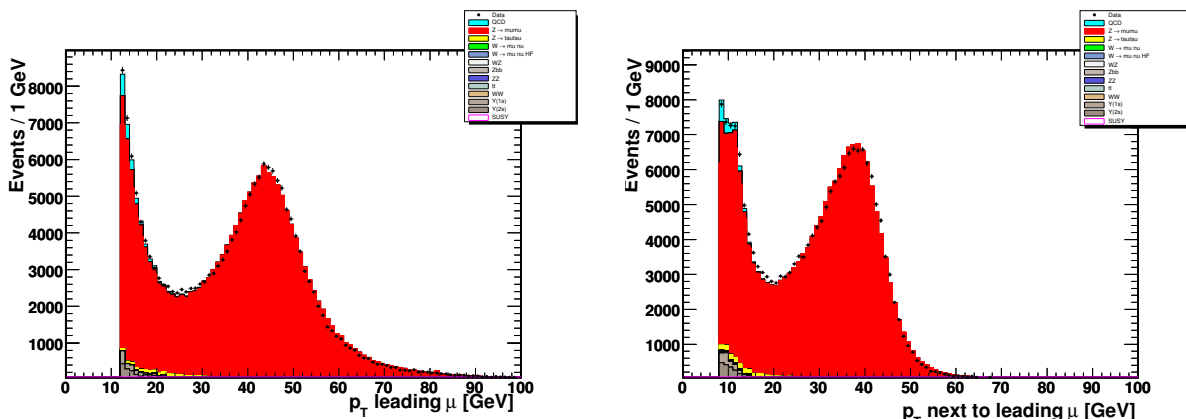 Data
QCD
Z → mumu
Z → tautau
W → mu nu
W → mu nu HF
WZ
Zbb
ZZ
tt
WW
Y(1s)
Y(2s)
SUSY
Events / 1 GeV
8000
7000
6000
5000
4000
3000
2000
1000
0 10 20 30 40 50 60 70 80 90 100
p_T leading μ [GeV]
Data
QCD
Z → mumu
Z → tautau
W → mu nu
W → mu nu HF
WZ
Zbb
ZZ
tt
WW
Y(1s)
Y(2s)
SUSY
Events / 1 GeV
9000
8000
7000
6000
5000
4000
3000
2000
1000
0 10 20 30 40 50 60 70 80 90 100
p_T next to leading μ [GeV]